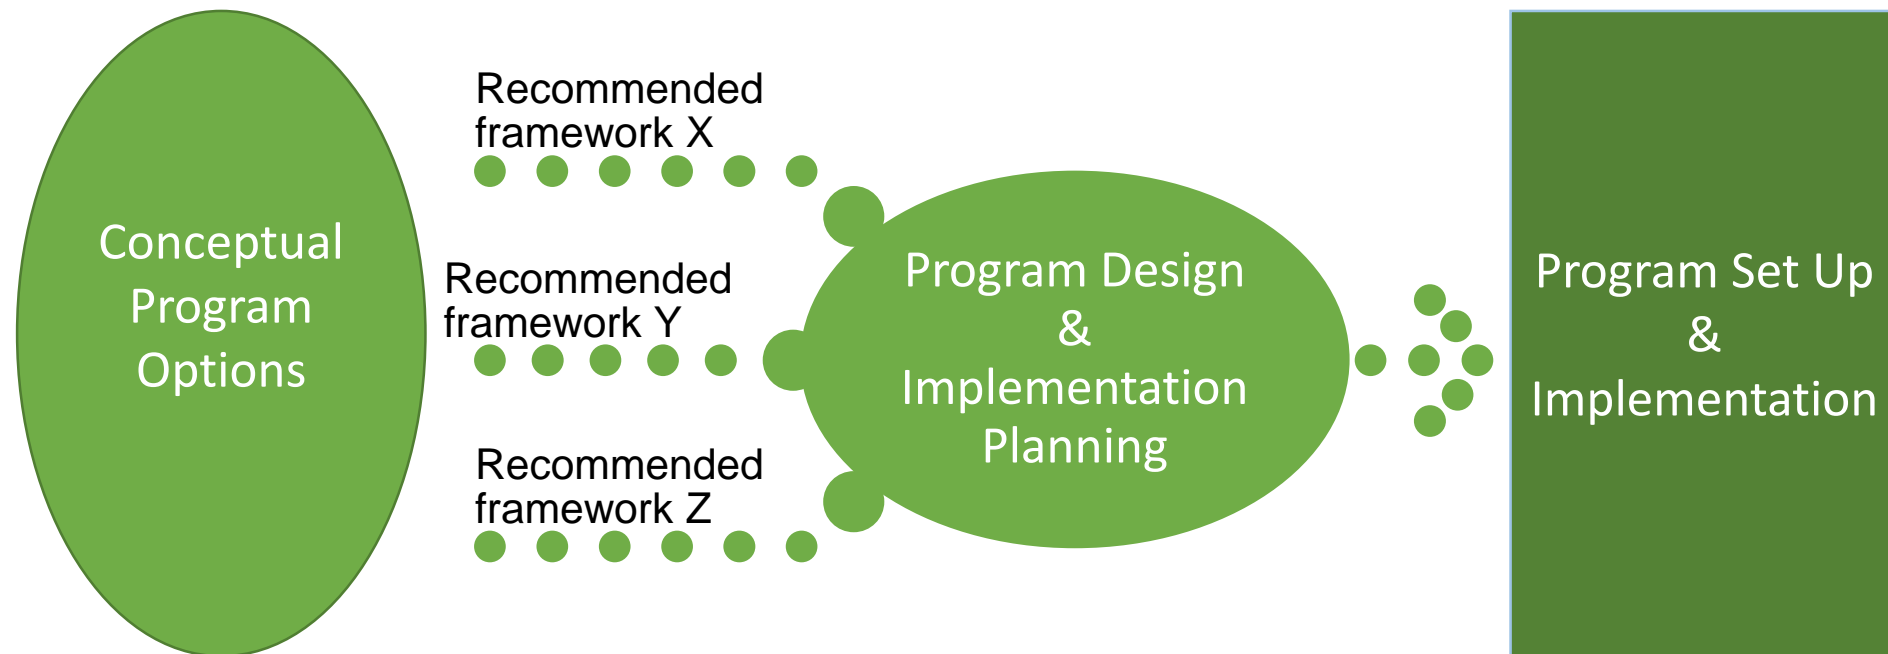 Conceptual
Program
Options
Recommended
framework X
Recommended
framework Y
Recommended
framework Z
Program Design
&
Implementation
Planning
Program Set Up
&
Implementation